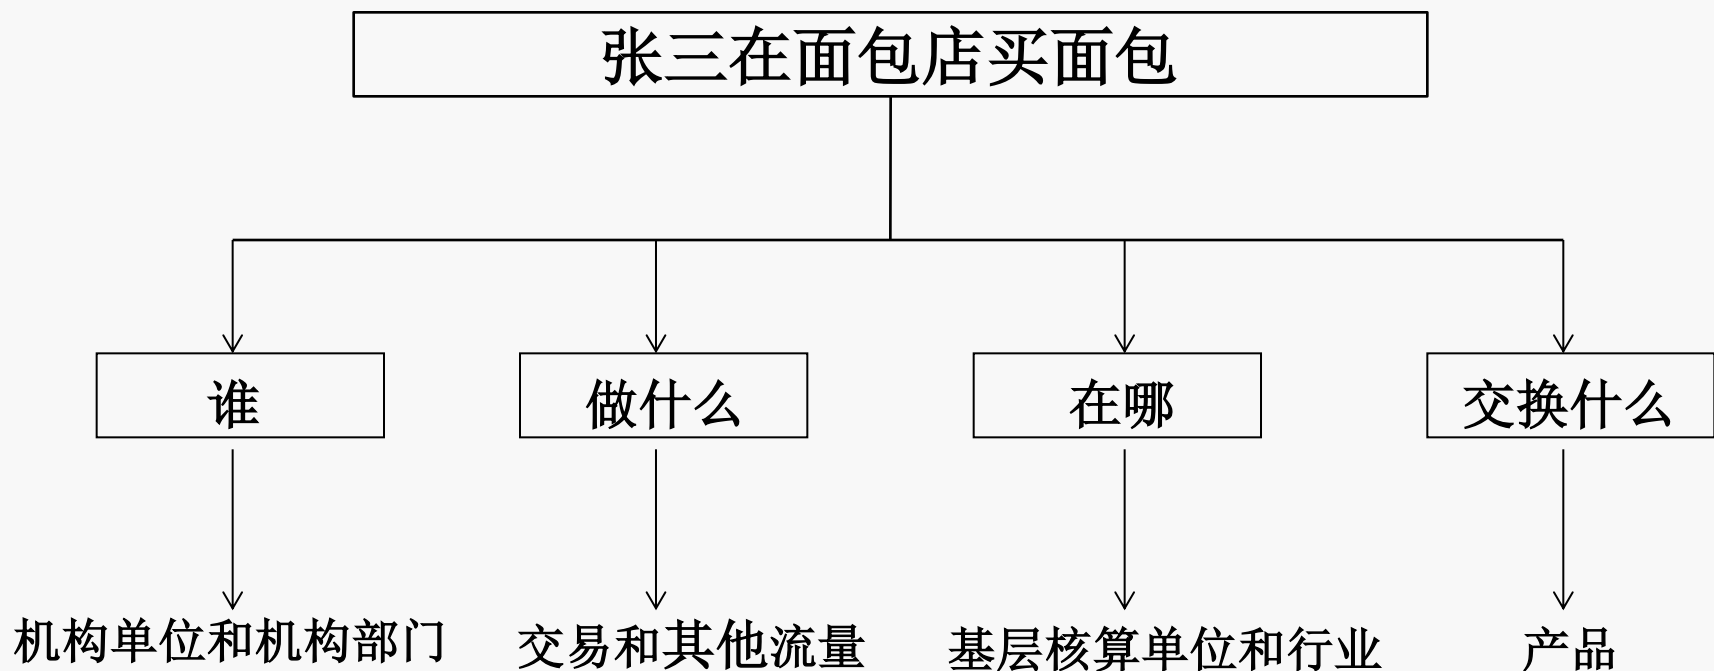 张三在面包店买面包
谁
做什么
在哪
交换什么
机构单位和机构部门
交易和其他流量
基层核算单位和行业
产品